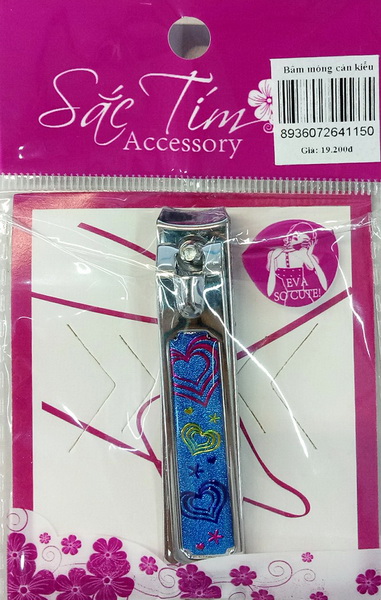 Sắc Tím
Accessory
Bấm móng cán kiểu
8936072641150
Giá: 19.200đ
EVA
SO CUTE!